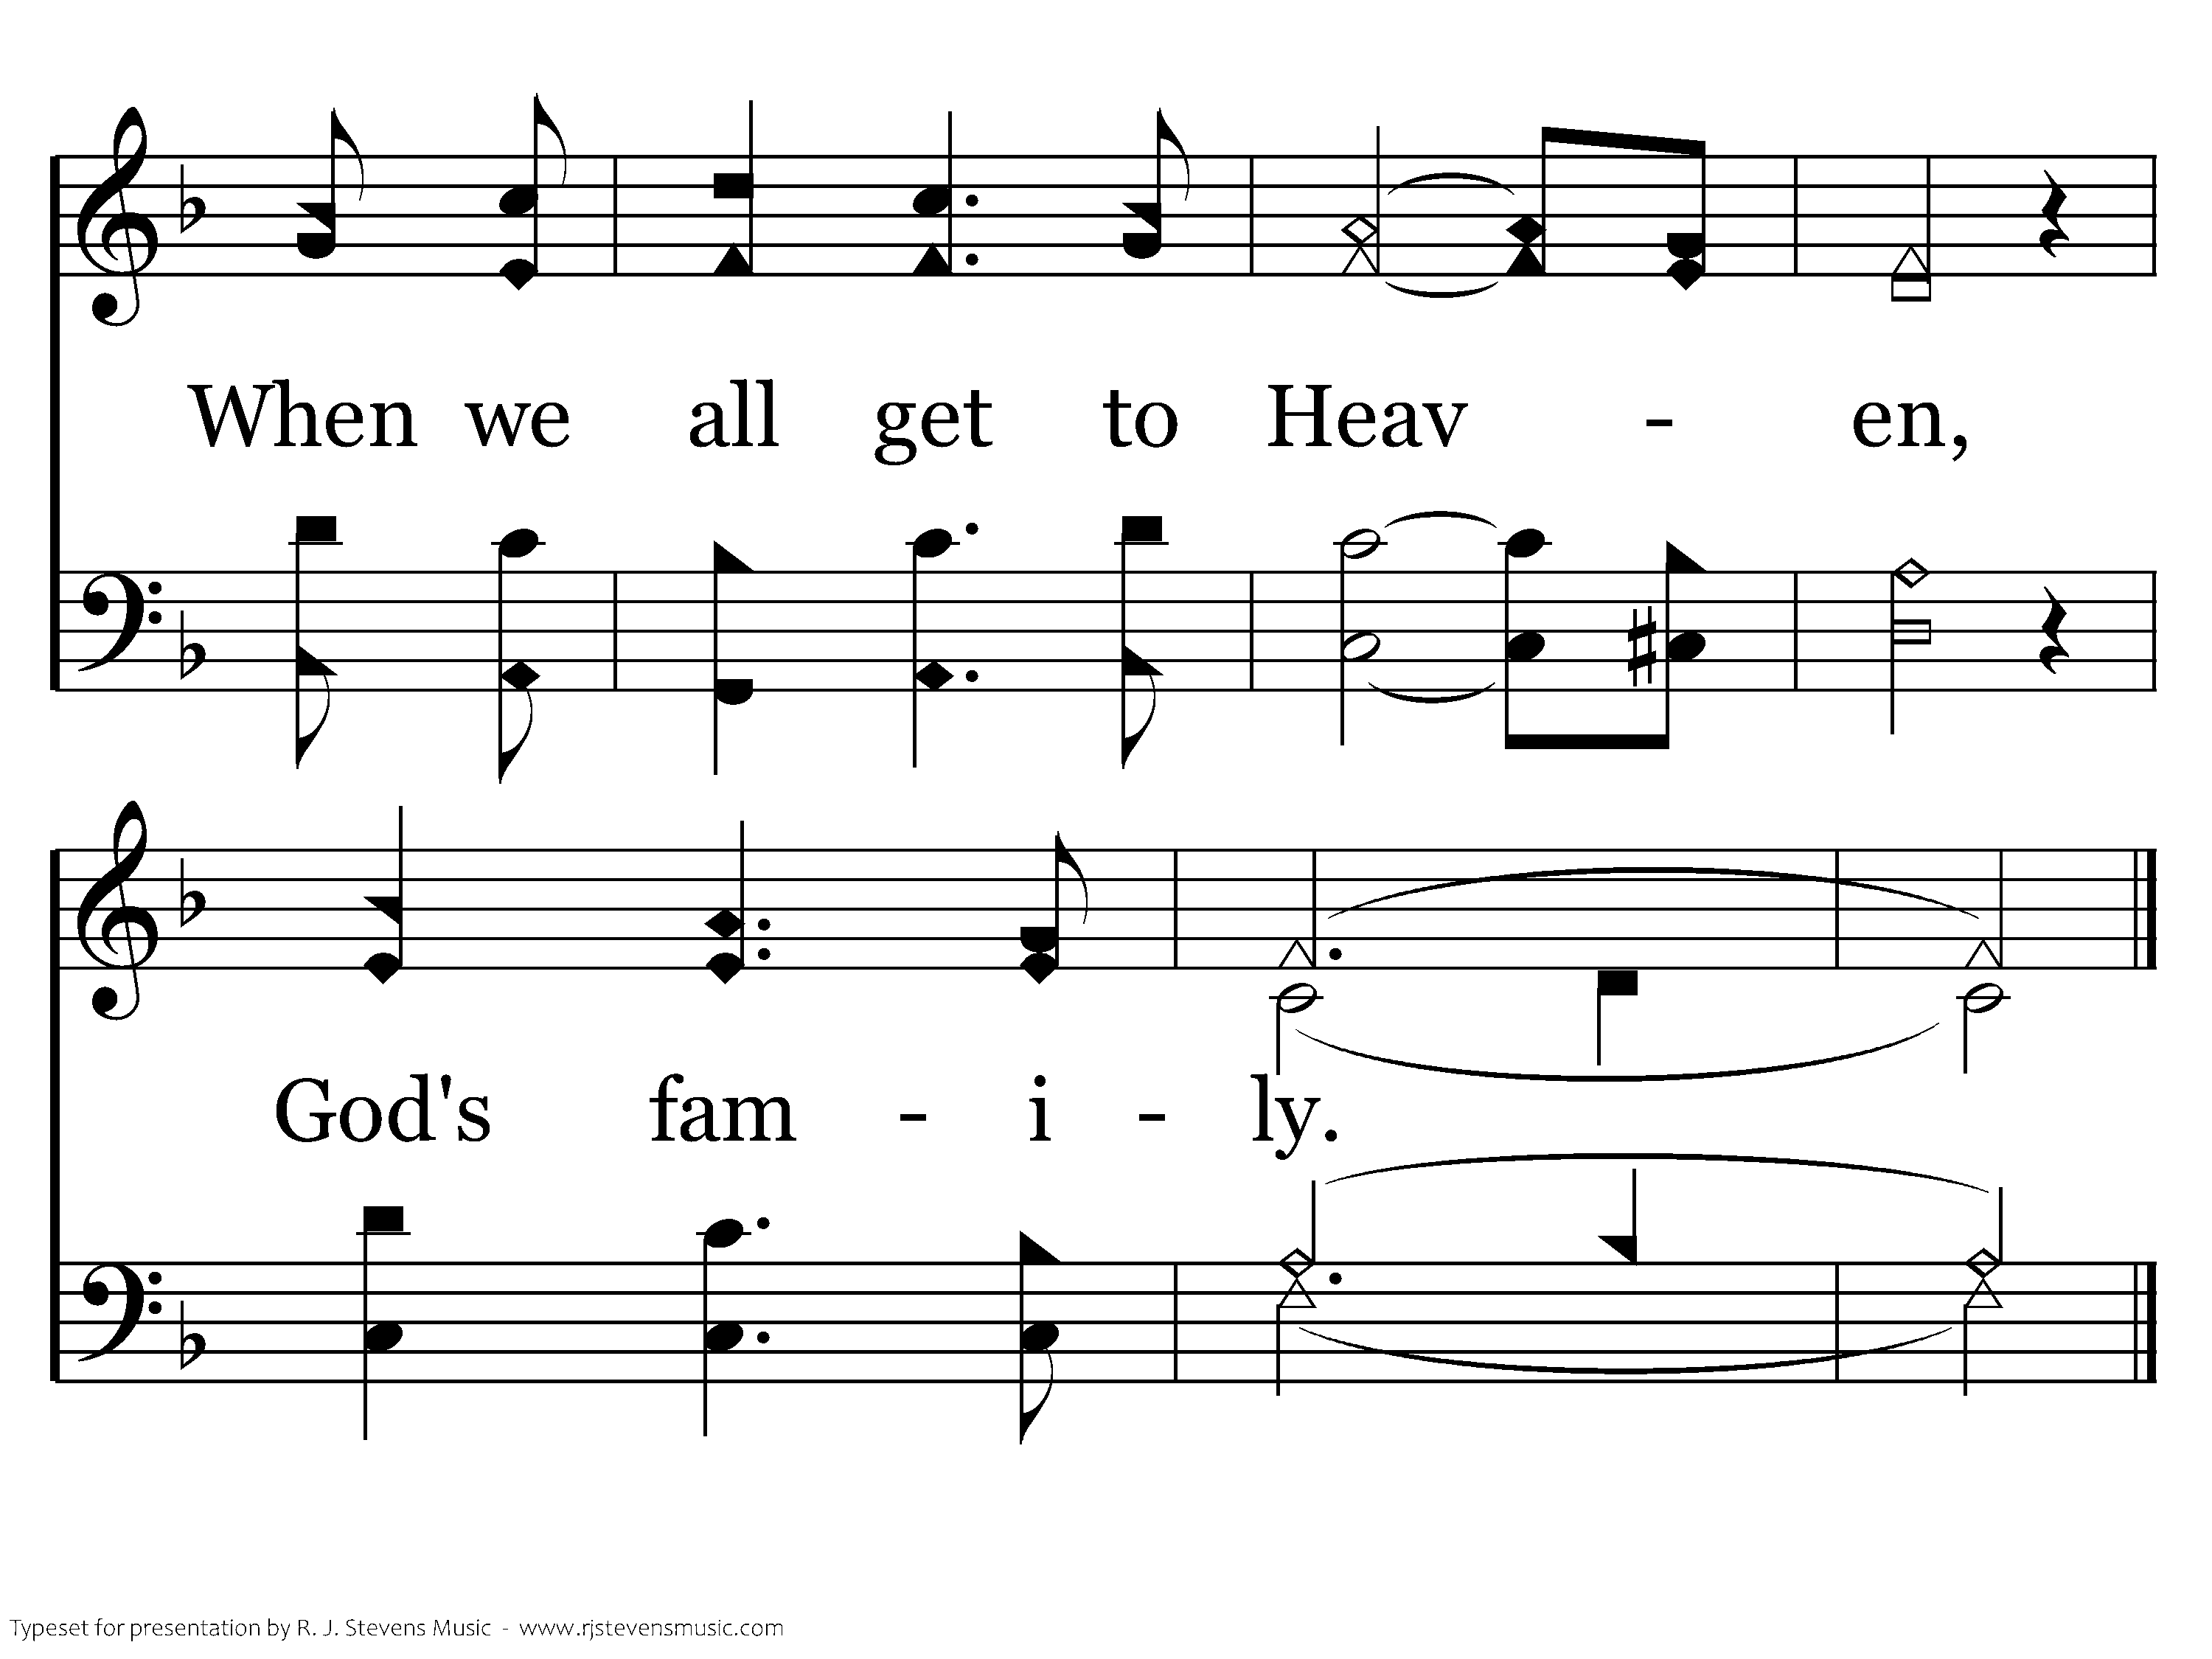 When we all get to Heav - en,
God's fam - i - ly.
Typeset for presentation by R. J. Stevens Music - www.rjstevensmusic.com